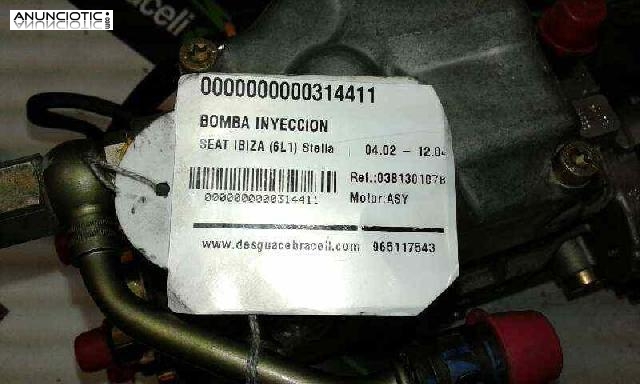 ANUNCIOTIC.COM
aceli
0000000000314411
BOMBA INYECCION
SEAT IBIZA (6L1) Stella 04.02 – 12.04
Ref.:038130107B
0000000000314411 Motor:ASY
www.desguacebraceli.com 965117543